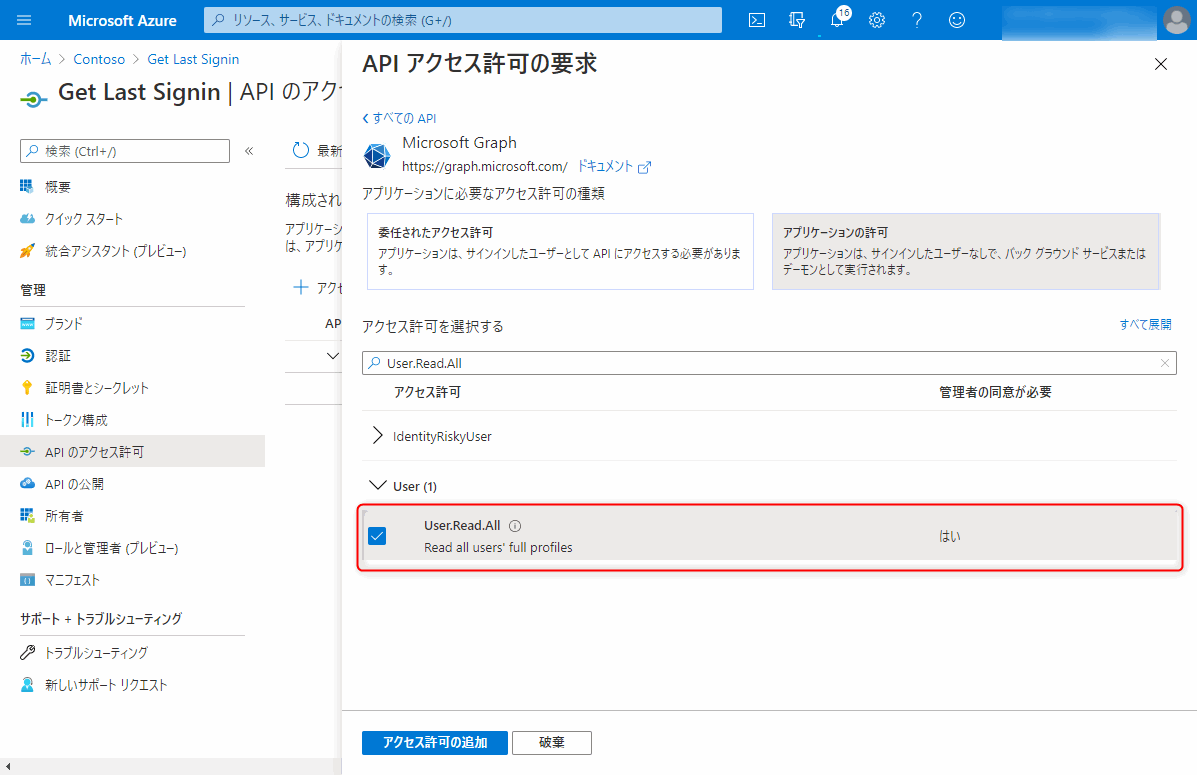 Microsoft Azure
リソース、サービス、ドキュメントの検索 (G+/)
16
ホーム > Contoso > Get Last Signin
Get Last Signin | API のアク
検索 (Ctrl+/)
«
概要
クイック スタート
統合アシスタント (プレビュー)
管理
ブランド
認証
証明書とシークレット
トークン構成
API のアクセス許可
API の公開
所有者
ロールと管理者 (プレビュー)
マニフェスト
サポート + トラブルシューティング
トラブルシューティング
新しいサポート リクエスト
最新
構成され
アプリケーシ
は、アプリケ
アクセ
AP
API アクセス許可の要求
すべての API
Microsoft Graph
https://graph.microsoft.com/ ドキュメント
アプリケーションに必要なアクセス許可の種類
委任されたアクセス許可
アプリケーションは、サインインしたユーザーとして API にアクセスする必要がありま
す。
アプリケーションの許可
アプリケーションは、サインインしたユーザーなしで、バック グラウンド サービスまたは
デーモンとして実行されます。
アクセス許可を選択する
すべて展開
User.Read.All
アクセス許可 管理者の同意が必要
IdentityRiskyUser
User (1)
User.Read.All
Read all users' full profiles
はい
アクセス許可の追加
破棄